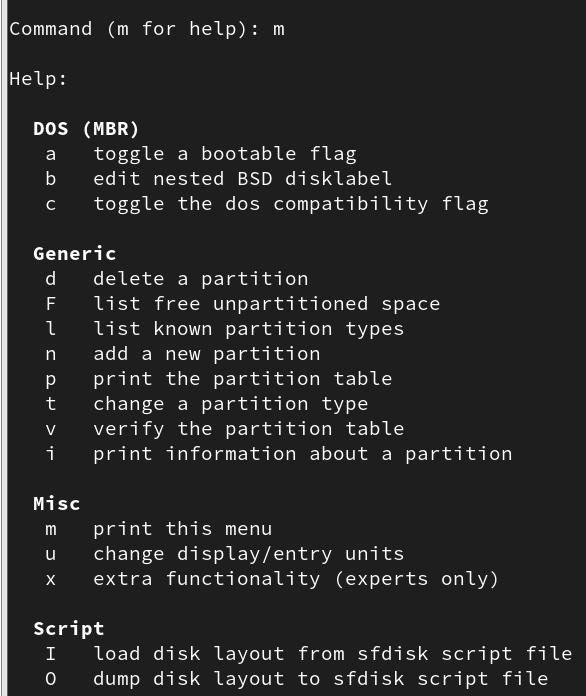 Command (m for help): m
Help:
DOS (MBR)
a toggle a bootable flag
b edit nested BSD disklabel
c toggle the dos compatibility flag
Generic
d delete a partition
F list free unpartitioned space
l list known partition types
n add a new partition
p print the partition table
t change a partition type
v verify the partition table
i print information about a partition
Misc
m print this menu
u change display/entry units
x extra functionality (experts only)
Script
I load disk layout from sfdisk script file
O dump disk layout to sfdisk script file